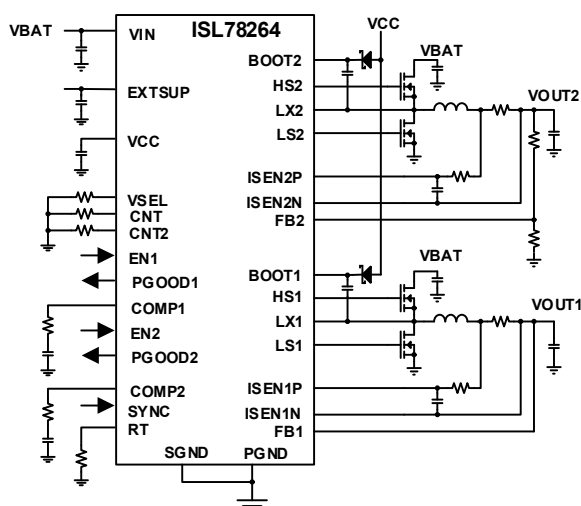 ISL78264
VCC
VBAT
VIN
BOOT2
VBAT
EXTSUP
HS2
VOUT2
LX2
VCC
LS2
ISEN2P
VSEL
ISEN2N
CNT
FB2
CNT2
EN1
BOOT1
VBAT
PGOOD1
HS1
COMP1
VOUT1
LX1
EN2
LS1
PGOOD2
ISEN1P
COMP2
SYNC
ISEN1N
RT
FB1
SGND
PGND